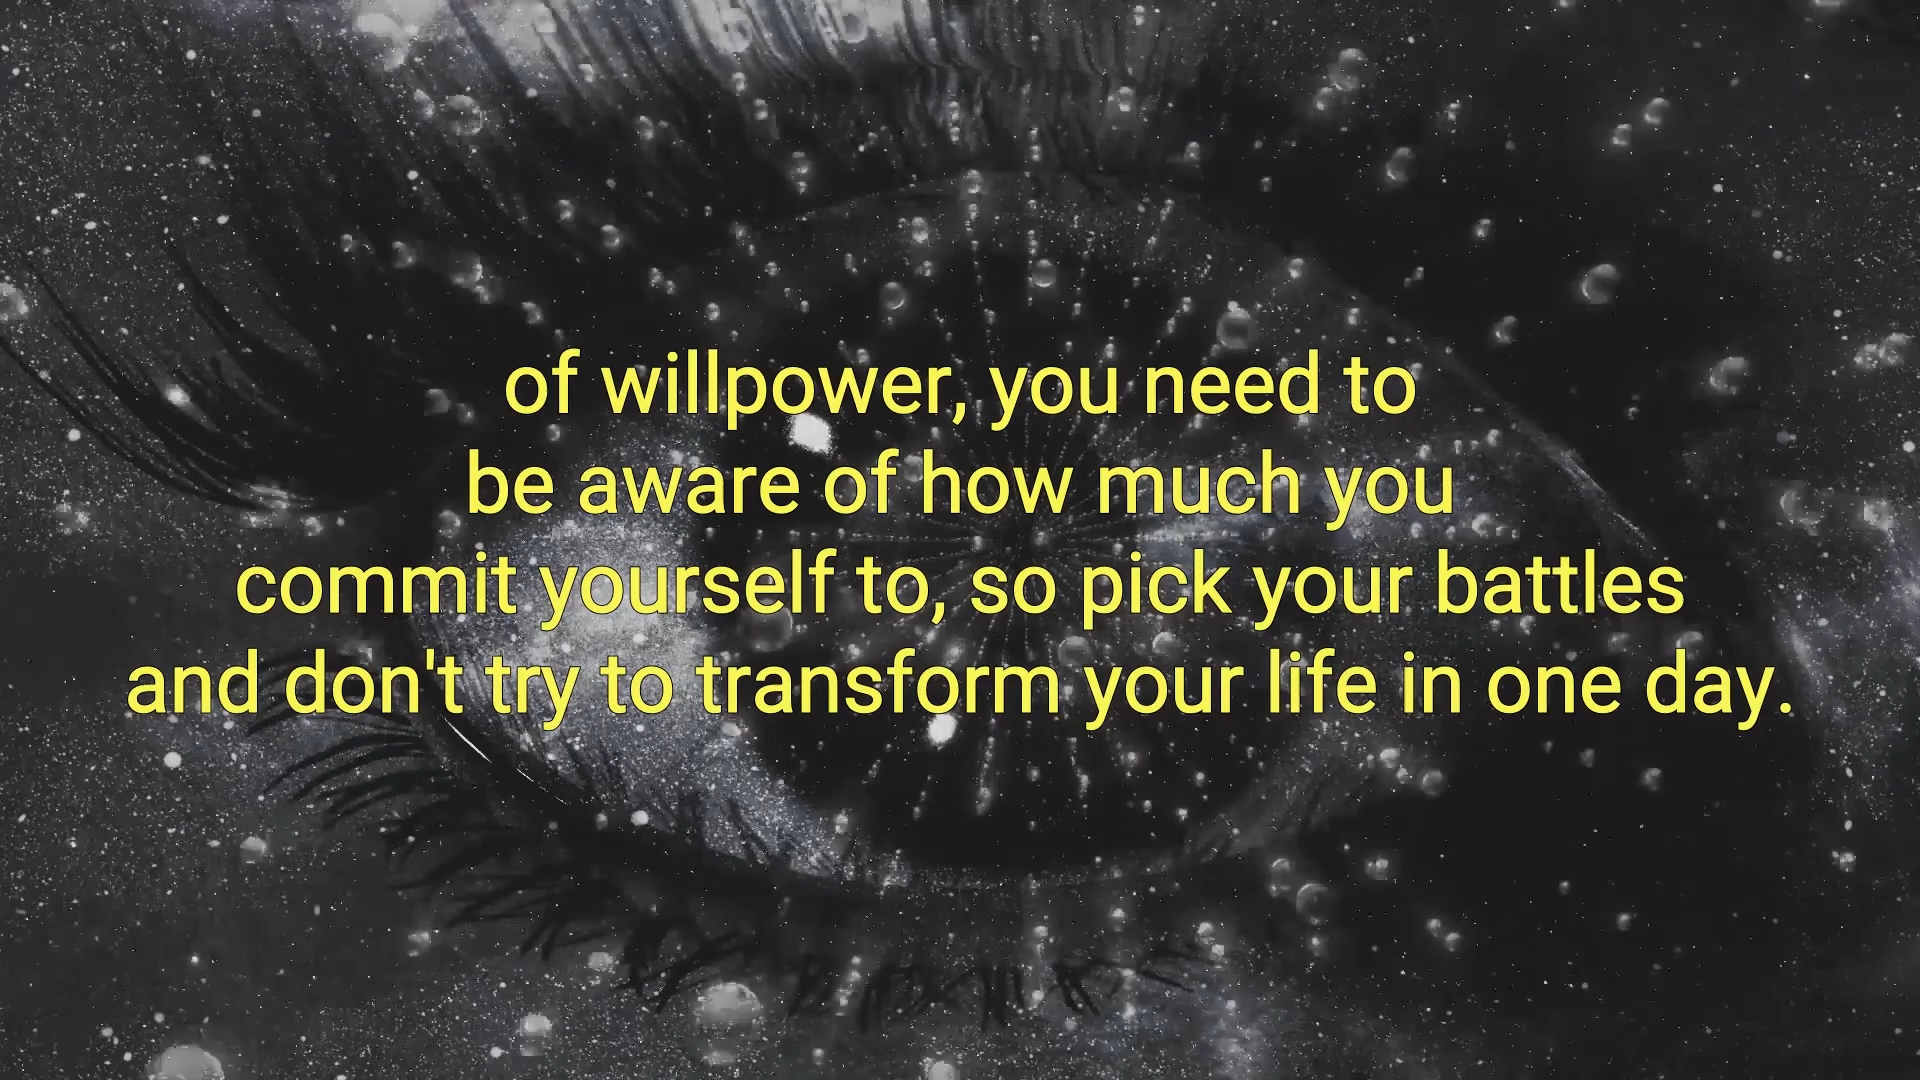 of willpower, you need to
be aware of how much you
commit yourself to, so pick your battles
and don't try to transform your life in one day.